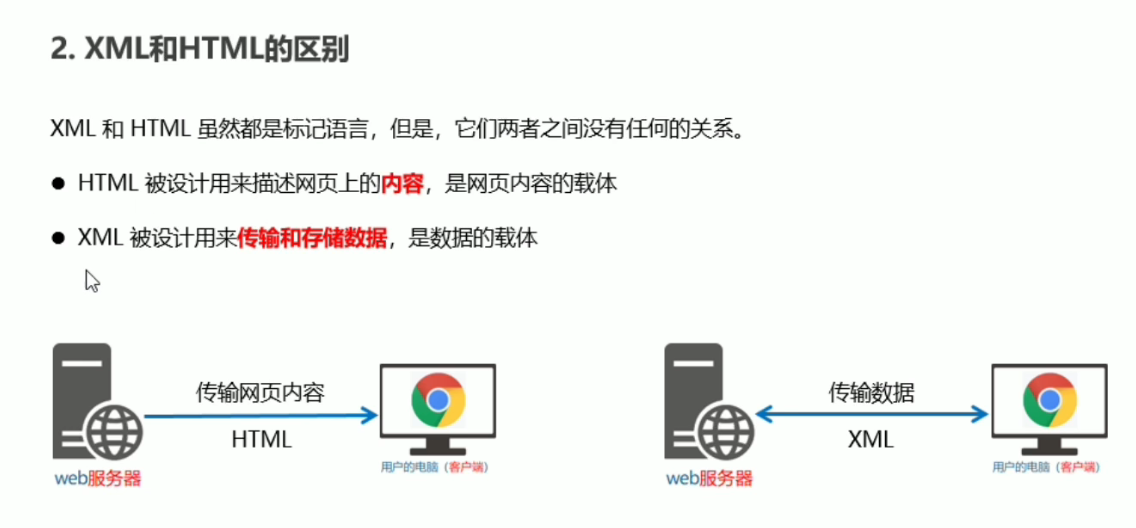 2. XML和HTML的区别
XML 和 HTML 虽然都是标记语言，但是，它们两者之间没有任何的关系。
● HTML 被设计用来描述网页上的内容，是网页内容的载体
● XML 被设计用来传输和存储数据，是数据的载体
传输网页内容
HTML
web服务器
用户的电脑（客户端）
传输数据
XML
web服务器
用户的电脑（客户端）